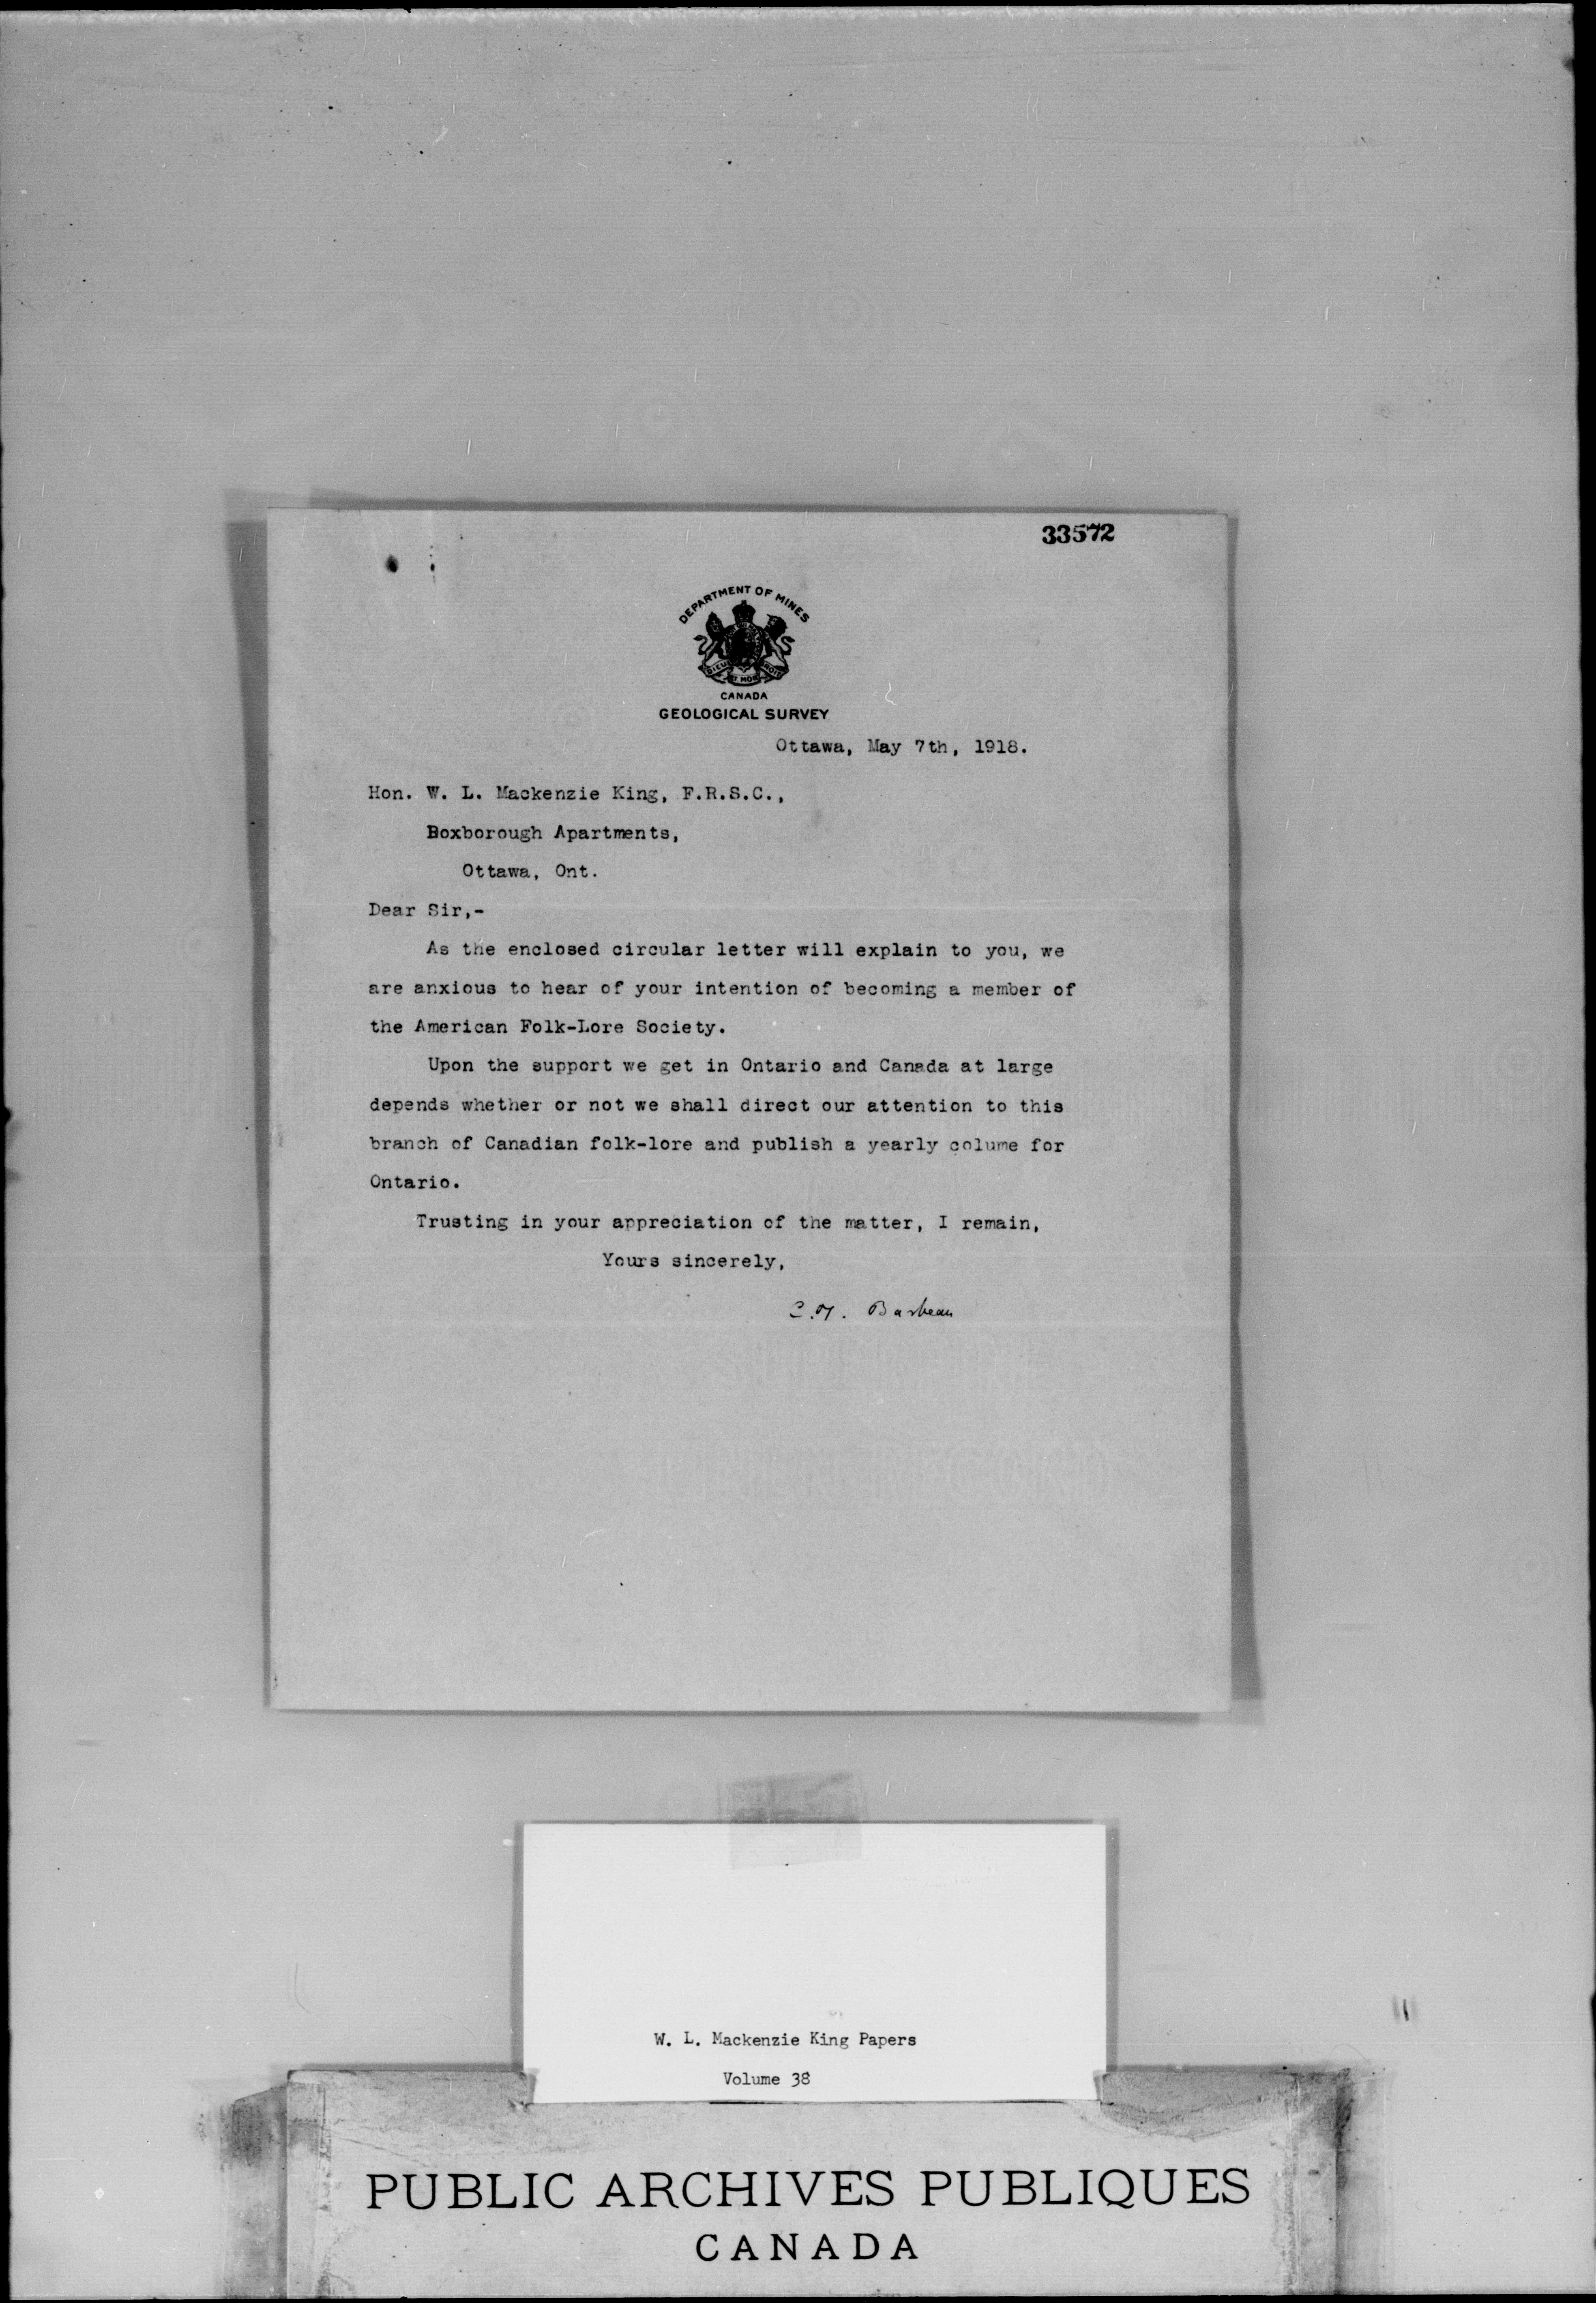 33572
DEPARTMENT OF MINES
DIEU ET MON DROIT
CANADA
GEOLOGICAL SURVEY
Ottawa, May 7th, 1918.
Hon. W. L. Mackenzie King, F.R.S.C.,
Boxborough Apartments,
Ottawa, Ont.
Dear Sir,-
As the enclosed circular letter will explain to you, we
are anxious to hear of your intention of becoming a member of
the American Folk-Lore Society.
Upon the support we get in Ontario and Canada at large
depends whether or not we shall direct our attention to this
branch of Canadian folk-lore and publish a yearly colume for
Ontario.
Trusting in your appreciation of the matter, I remain,
Yours sincerely,
C.M. Barbeau
W. L. Mackenzie King Papers
Volume 38
PUBLIC ARCHIVES PUBLIQUES
CANADA